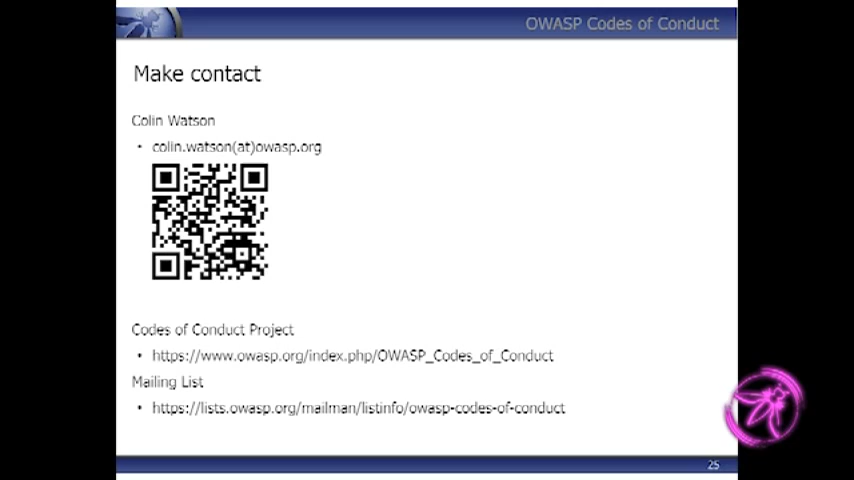 OWASP Codes of Conduct
Make contact
Colin Watson
• colin.watson(at)owasp.org
Codes of Conduct Project
• https://www.owasp.org/index.php/OWASP_Codes_of_Conduct
Mailing List
• https://lists.owasp.org/mailman/listinfo/owasp-codes-of-conduct
25